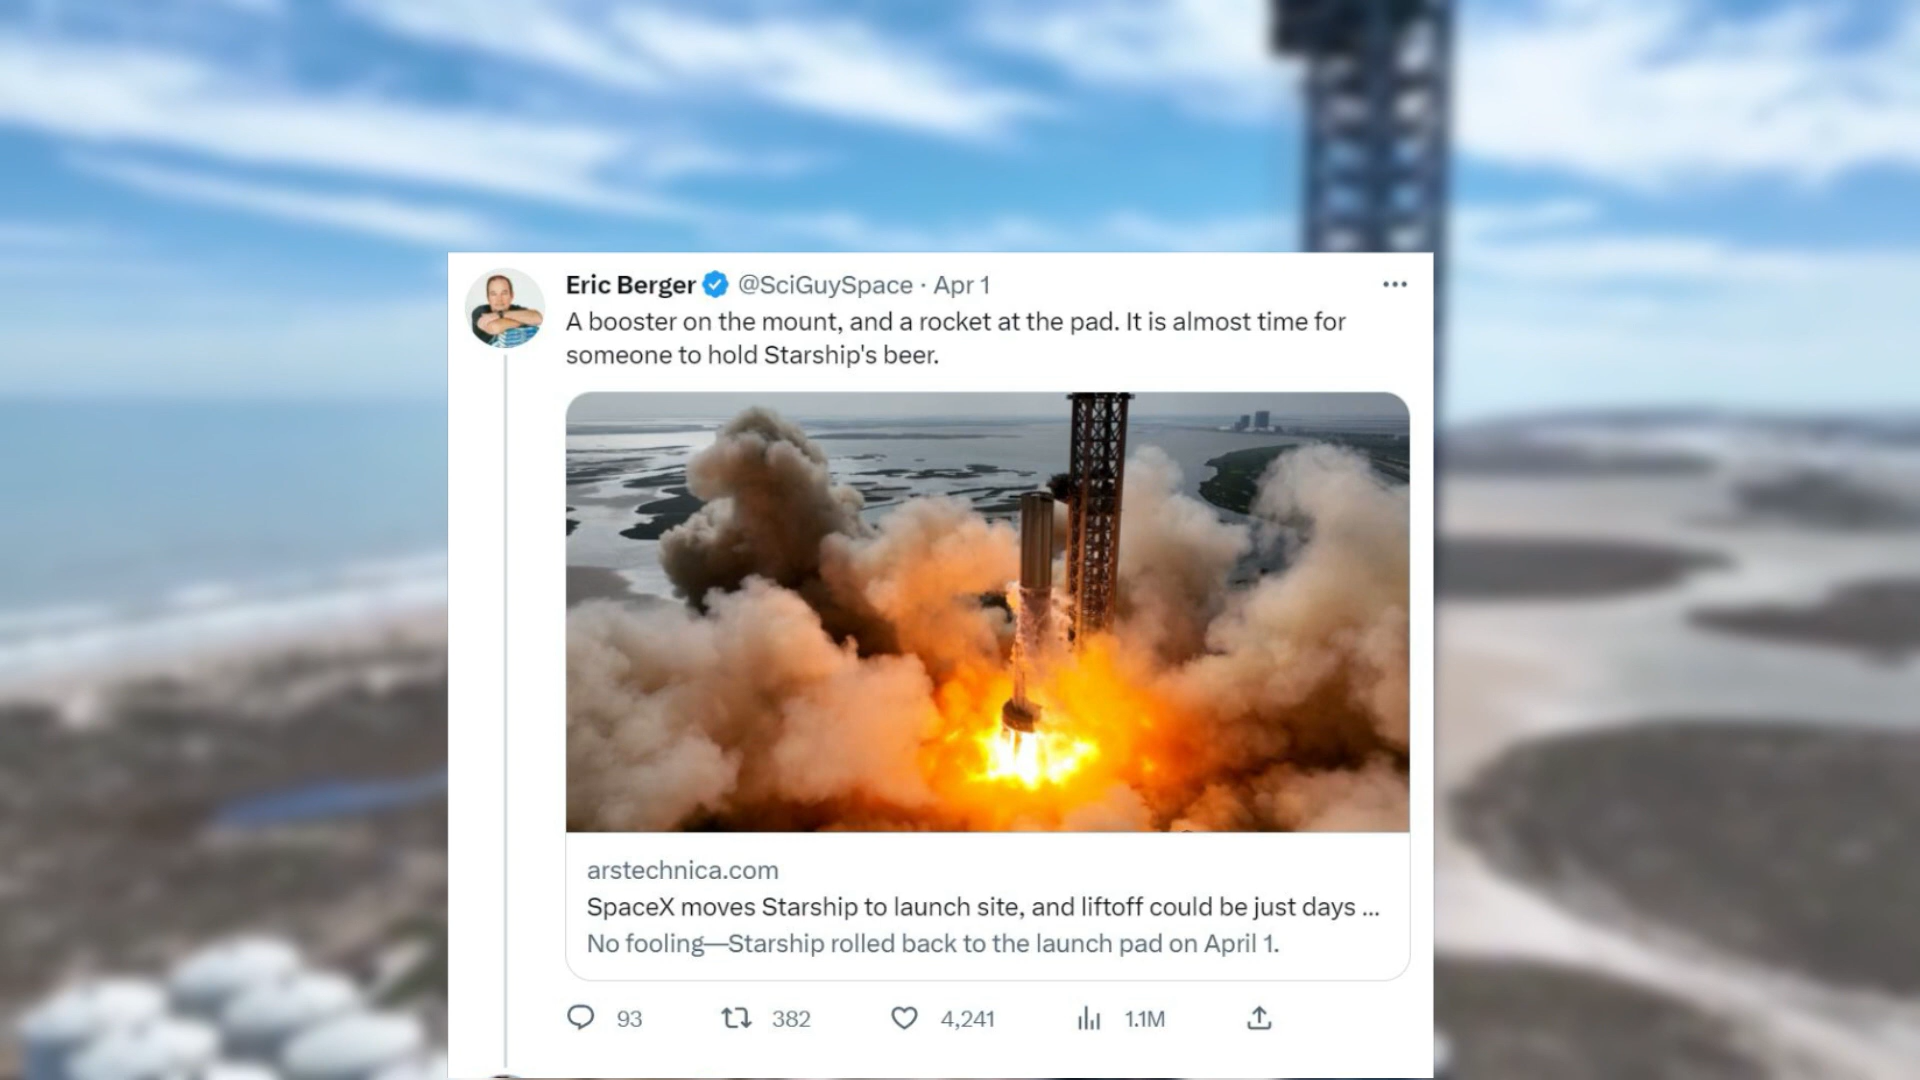 Eric Berger @SciGuySpace · Apr 1
A booster on the mount, and a rocket at the pad. It is almost time for
someone to hold Starship's beer.
arstechnica.com
SpaceX moves Starship to launch site, and liftoff could be just days ...
No fooling—Starship rolled back to the launch pad on April 1.
93 382 4,241 1.1M